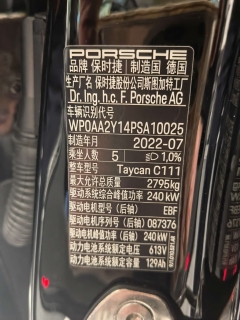 PORSCHE
品牌 保时捷 制造国 德国
生产厂名 保时捷股份公司斯图加特工厂
Dr. Ing. h.c. F. Porsche AG
车辆识别代号
WP0AA2Y14PSA10025
制造年月 2022-07
乘坐人数 5 ≤ 1,0%
整车型号 Taycan C111
最大允许总质量 2795kg
驱动系统综合峰值功率 240 kW
驱动电机型号(后轴) EBF
驱动电机序列号(后轴) 087376
驱动电机峰值功率(后轴) 240 kW
动力电池系统额定电压 613V
动力电池系统额定容量 129Ah